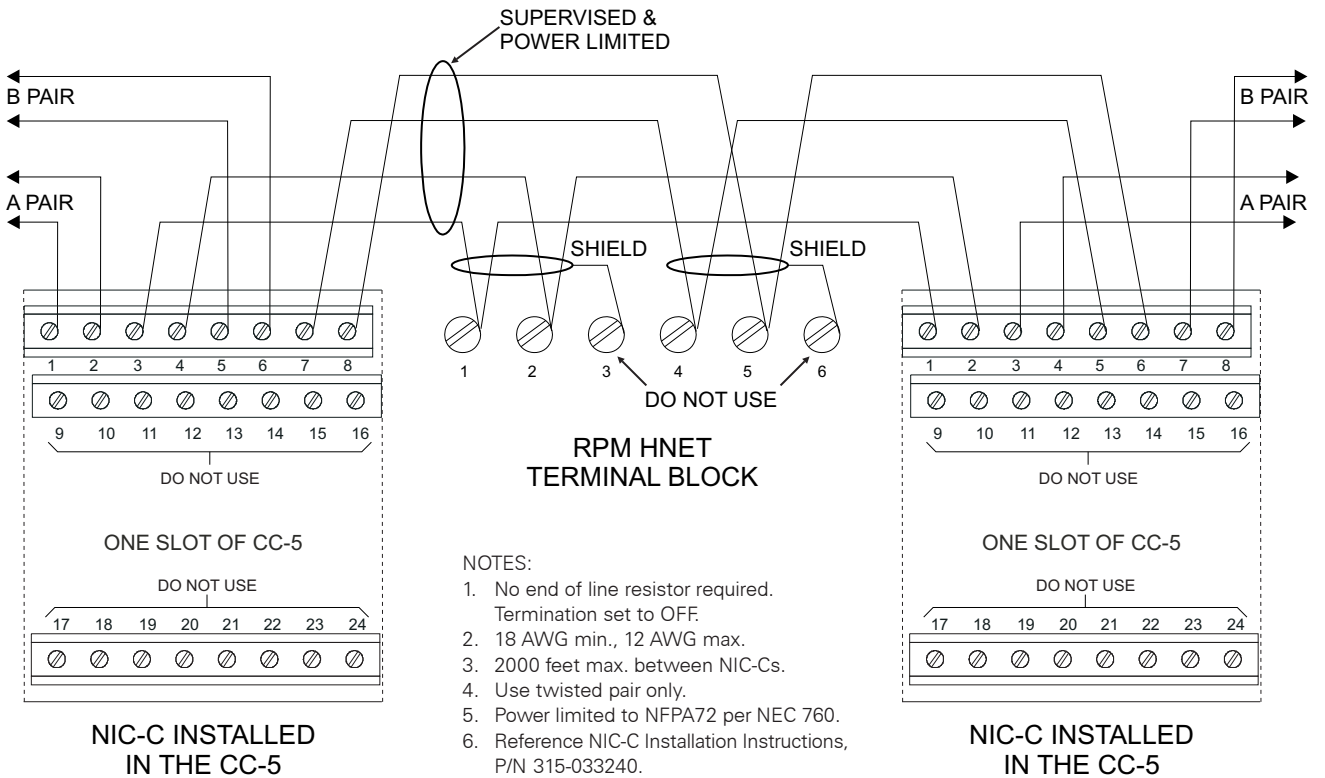 SUPERVISED &
POWER LIMITED
B PAIR
B PAIR
A PAIR
A PAIR
SHIELD
SHIELD
1 2 3 4 5 6 7 8
1 2 3 4 5 6
1 2 3 4 5 6 7 8
DO NOT USE
9 10 11 12 13 14 15 16
9 10 11 12 13 14 15 16
DO NOT USE
DO NOT USE
RPM HNET
TERMINAL BLOCK
ONE SLOT OF CC-5
ONE SLOT OF CC-5
DO NOT USE
DO NOT USE
17 18 19 20 21 22 23 24
17 18 19 20 21 22 23 24
NOTES:
1. No end of line resistor required.
Termination set to OFF.
2. 18 AWG min., 12 AWG max.
3. 2000 feet max. between NIC-Cs.
4. Use twisted pair only.
5. Power limited to NFPA72 per NEC 760.
6. Reference NIC-C Installation Instructions,
P/N 315-033240.
NIC-C INSTALLED
IN THE CC-5
NIC-C INSTALLED
IN THE CC-5